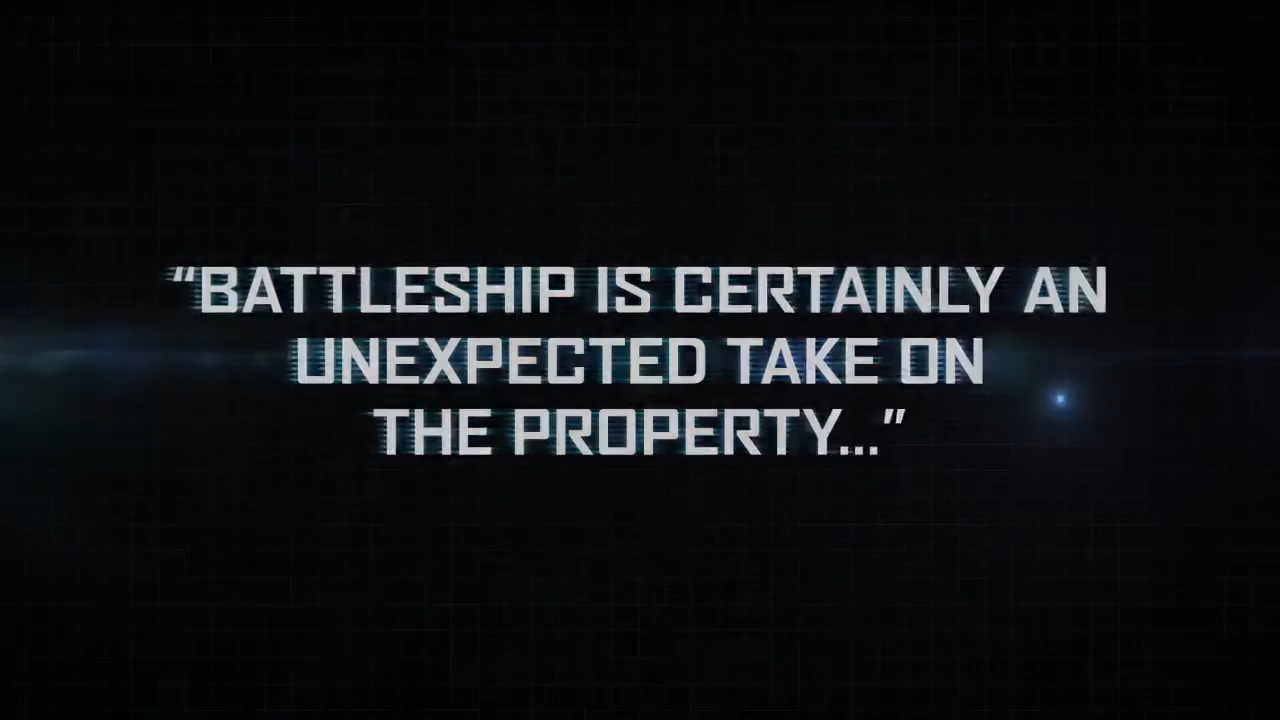 “BATTLESHIP IS CERTAINLY AN
UNEXPECTED TAKE ON
THE PROPERTY...”